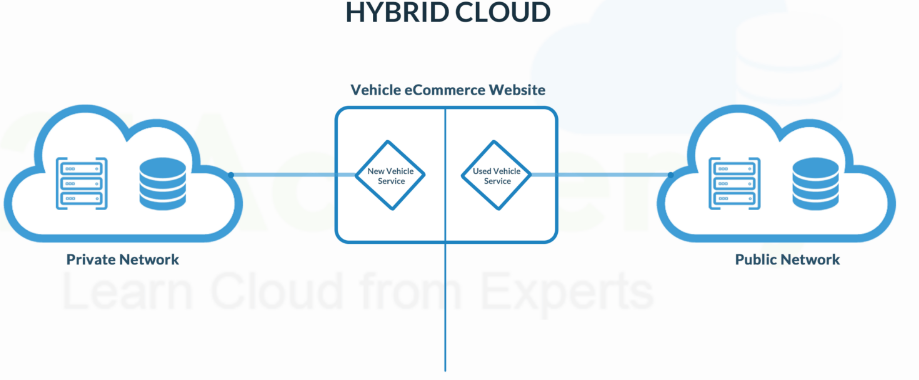 HYBRID CLOUD
Vehicle eCommerce Website
New Vehicle
Service
Used Vehicle
Service
Private Network
Public Network
Learn Cloud from Experts